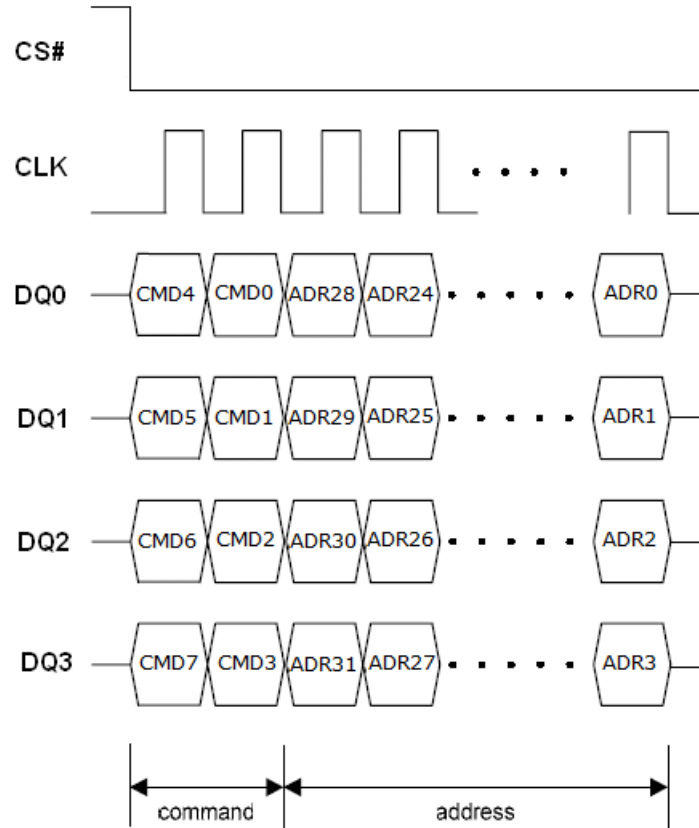 CS#
CLK
DQ0 CMD4 CMD0 ADR28 ADR24 ADR0
DQ1 CMD5 CMD1 ADR29 ADR25 ADR1
DQ2 CMD6 CMD2 ADR30 ADR26 ADR2
DQ3 CMD7 CMD3 ADR31 ADR27 ADR3
command address